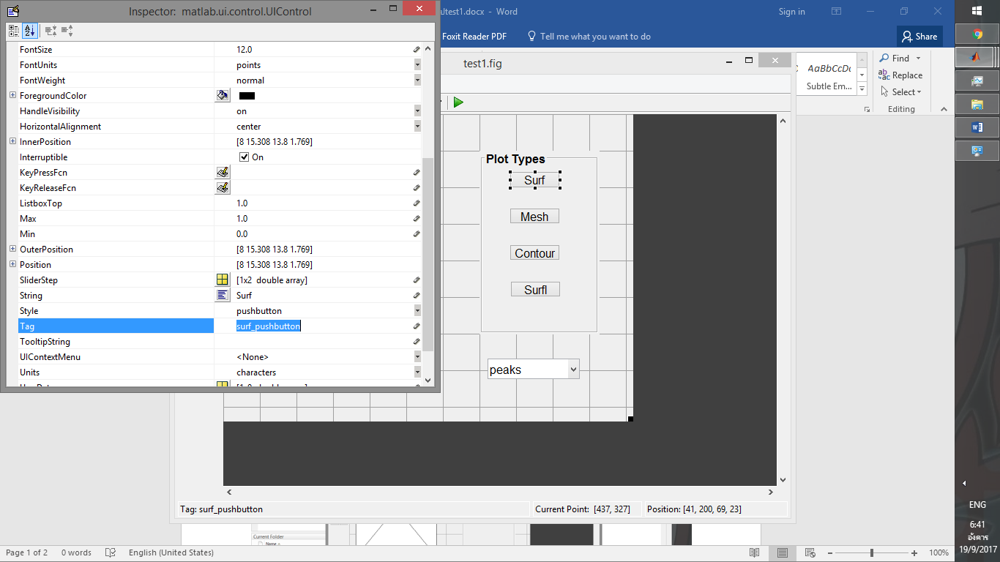 Inspector: matlab.ui.control.UIControl
FontSize 12.0
FontUnits points
FontWeight normal
ForegroundColor
HandleVisibility on
HorizontalAlignment center
InnerPosition [8 15.308 13.8 1.769]
Interruptible On
KeyPressFcn
KeyReleaseFcn
ListboxTop 1.0
Max 1.0
Min 0.0
OuterPosition [8 15.308 13.8 1.769]
Position [8 15.308 13.8 1.769]
SliderStep [1x2 double array]
String Surf
Style pushbutton
Tag surf_pushbutton
TooltipString
UIContextMenu <None>
Units characters
ultest1.docx - Word
Sign in
Foxit Reader PDF
Tell me what you want to do
Share
AaBbCcDc
Subtle Em...
Find
Replace
Select
Editing
test1.fig
Plot Types
Surf
Mesh
Contour
Surfl
peaks
Tag: surf_pushbutton
Current Point: [437, 327]
Position: [41, 200, 69, 23]
Current Folder
Name
Page 1 of 2
0 words
English (United States)
100%
ENG
6:41
อังคาร
19/9/2017